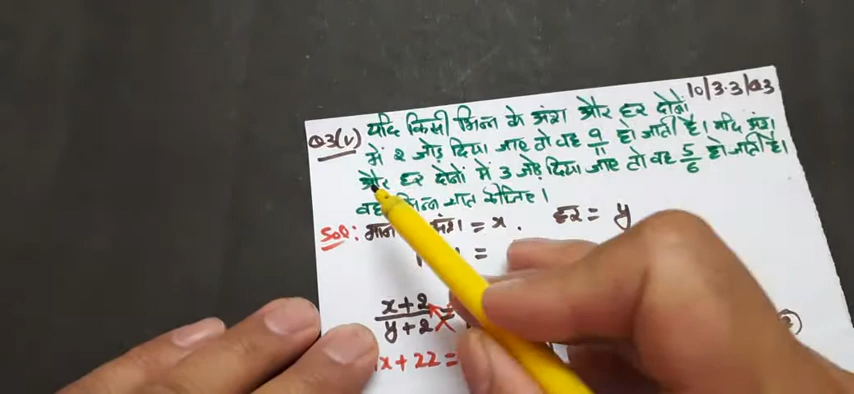 10/3.3/Q3
Q3(v) यदि किसी भिन्न के अंश और हर दोनों
में 2 जोड़ दिया जाए तो वह 9/11 हो जाती है। यदि अंश
और हर दोनों में 3 जोड़ दिया जाए तो वह 5/6 हो जाती है।
वह भिन्न ज्ञात कीजिए।
Sol: अंश = x. हर = y
=
x+2/y+2 =
x + 22 =